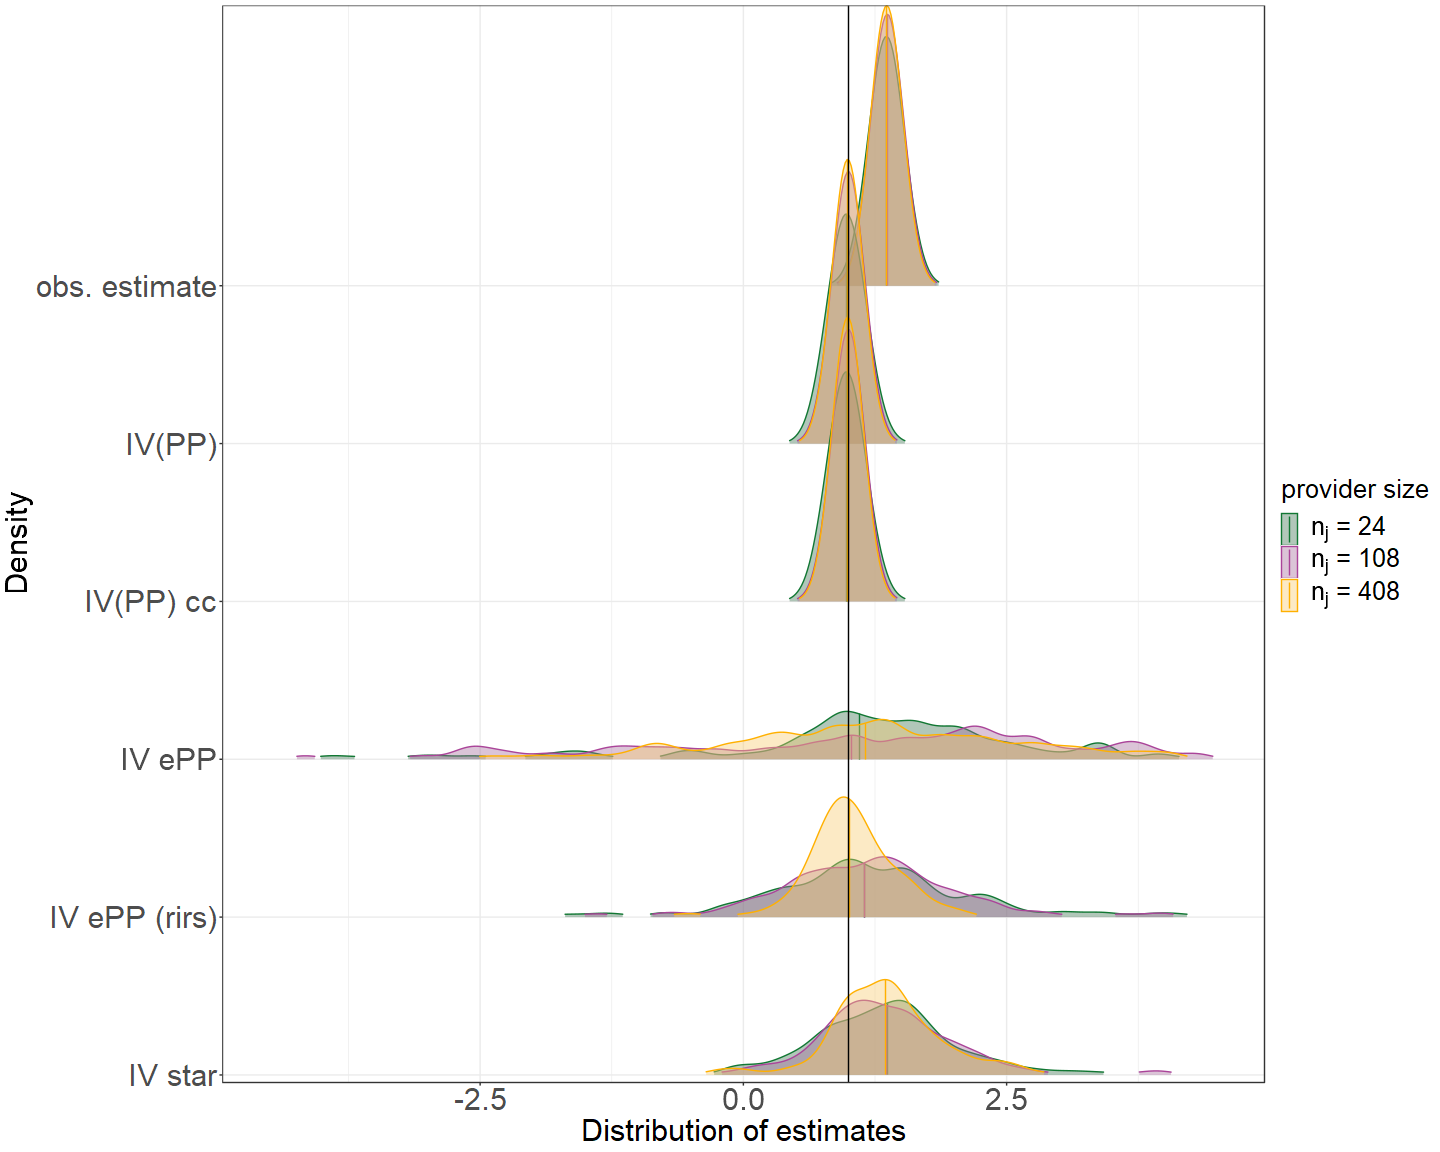 obs. estimate
IV(PP)
IV(PP) cc
IV ePP
IV ePP (rirs)
IV star
Density
-2.5
0.0
2.5
Distribution of estimates
provider size
nj = 24
nj = 108
nj = 408